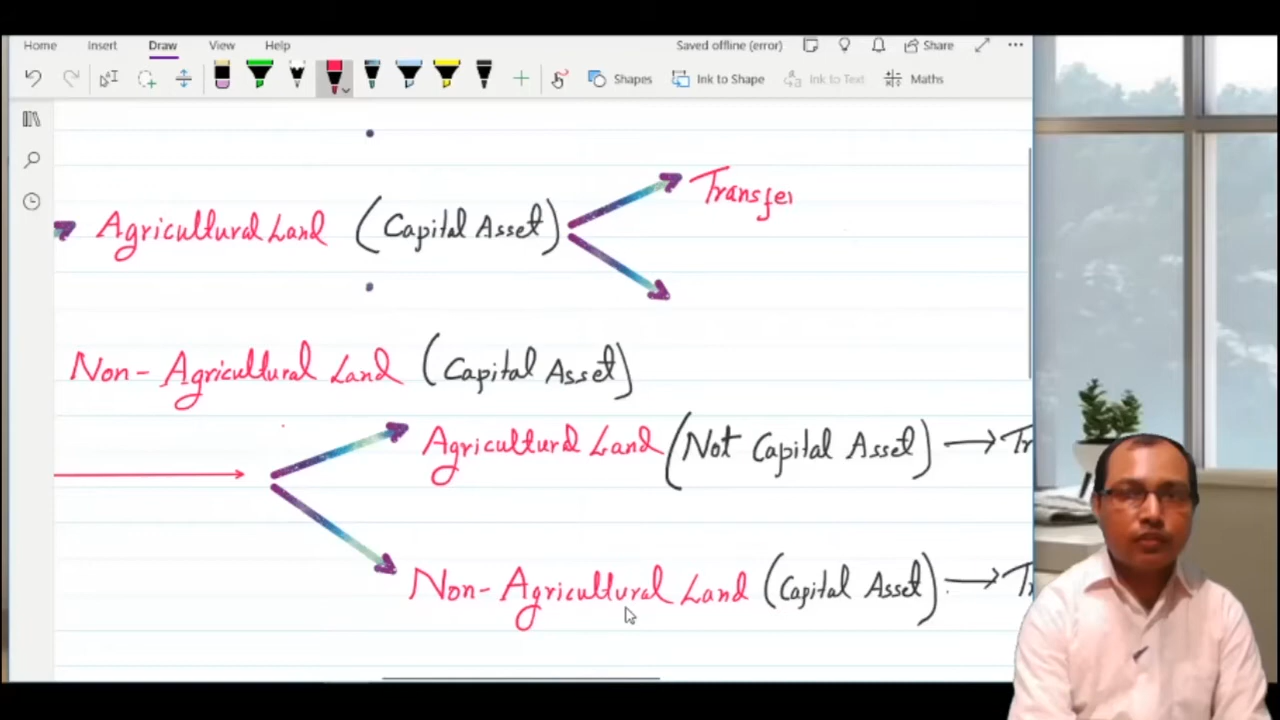 Home Insert Draw View Help Saved offline (error) Share
Shapes Ink to Shape Ink to Text Maths
Transfer
Agricultural Land (Capital Asset)
Non-Agricultural Land (Capital Asset)
Agricultural Land (Not Capital Asset) → Tr
Non-Agricultural Land (Capital Asset) → Tr